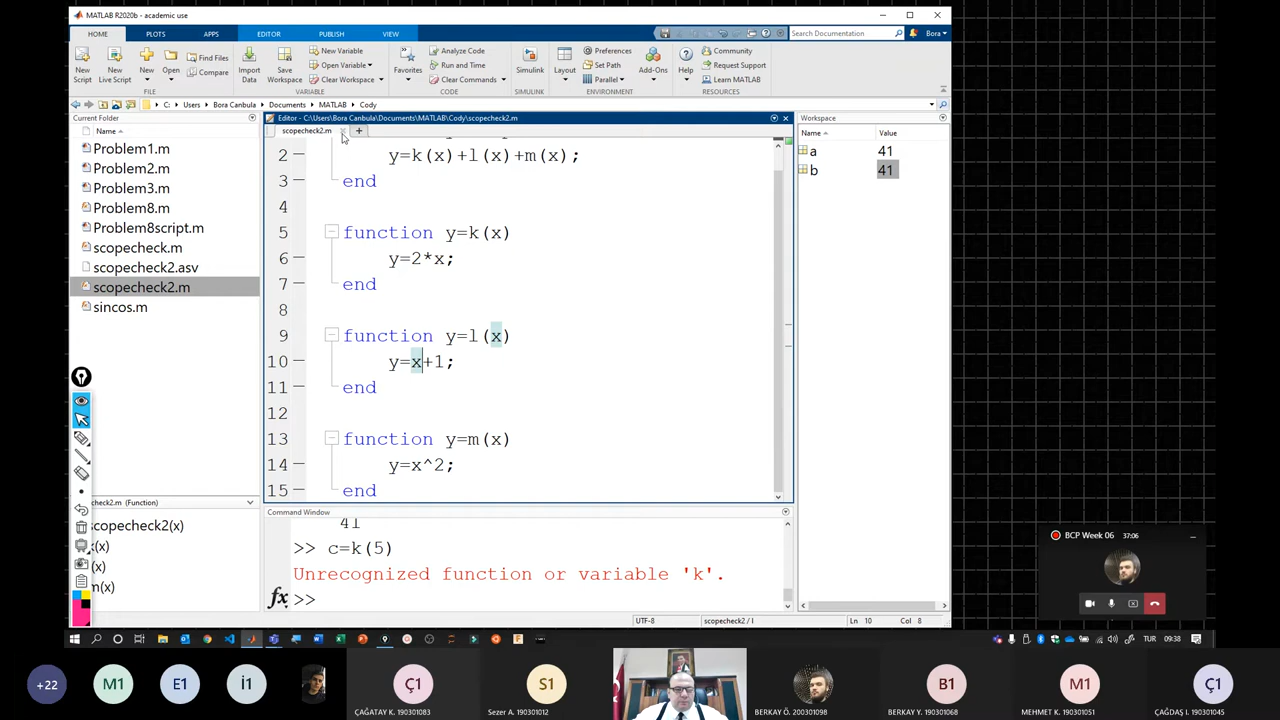 MATLAB R2020b - academic use
HOME PLOTS APPS EDITOR PUBLISH VIEW
Search Documentation Bora
New Script
New Live Script
New
Open
Find Files
Compare
FILE
Import Data
Save Workspace
New Variable
Open Variable
Clear Workspace
VARIABLE
Favorites
Analyze Code
Run and Time
Clear Commands
CODE
Simulink
SIMULINK
Layout
Preferences
Set Path
Parallel
ENVIRONMENT
Add-Ons
Help
Community
Request Support
Learn MATLAB
RESOURCES
C: Users Bora Canbula Documents MATLAB Cody
Current Folder
Name
Problem1.m
Problem2.m
Problem3.m
Problem8.m
Problem8script.m
scopecheck.m
scopecheck2.asv
scopecheck2.m
sincos.m
heck2.m (Function)
scopecheck2(x)
(x)
(x)
m(x)
Editor - C:\Users\Bora Canbula\Documents\MATLAB\Cody\scopecheck2.m
scopecheck2.m
2 y=k(x)+l(x)+m(x);
3 end
4
5 function y=k(x)
6 y=2*x;
7 end
8
9 function y=l(x)
10 y=x+1;
11 end
12
13 function y=m(x)
14 y=x^2;
15 end
Command Window
41
>> c=k(5)
Unrecognized function or variable 'k'.
fx >>
Workspace
Name Value
a 41
b 41
UTF-8 scopecheck2 / l Ln 10 Col 8
BCP Week 06 37:06
TUR 09:38
+22
M1
E1
İ1
Ç1
ÇAĞATAY K. 190301083
S1
Sezer A. 190301012
BERKAY Ö. 200301098
B1
BERKAY Y. 190301109
M1
MEHMET K. 190301051
Ç1
ÇAĞDAŞ I. 190301045